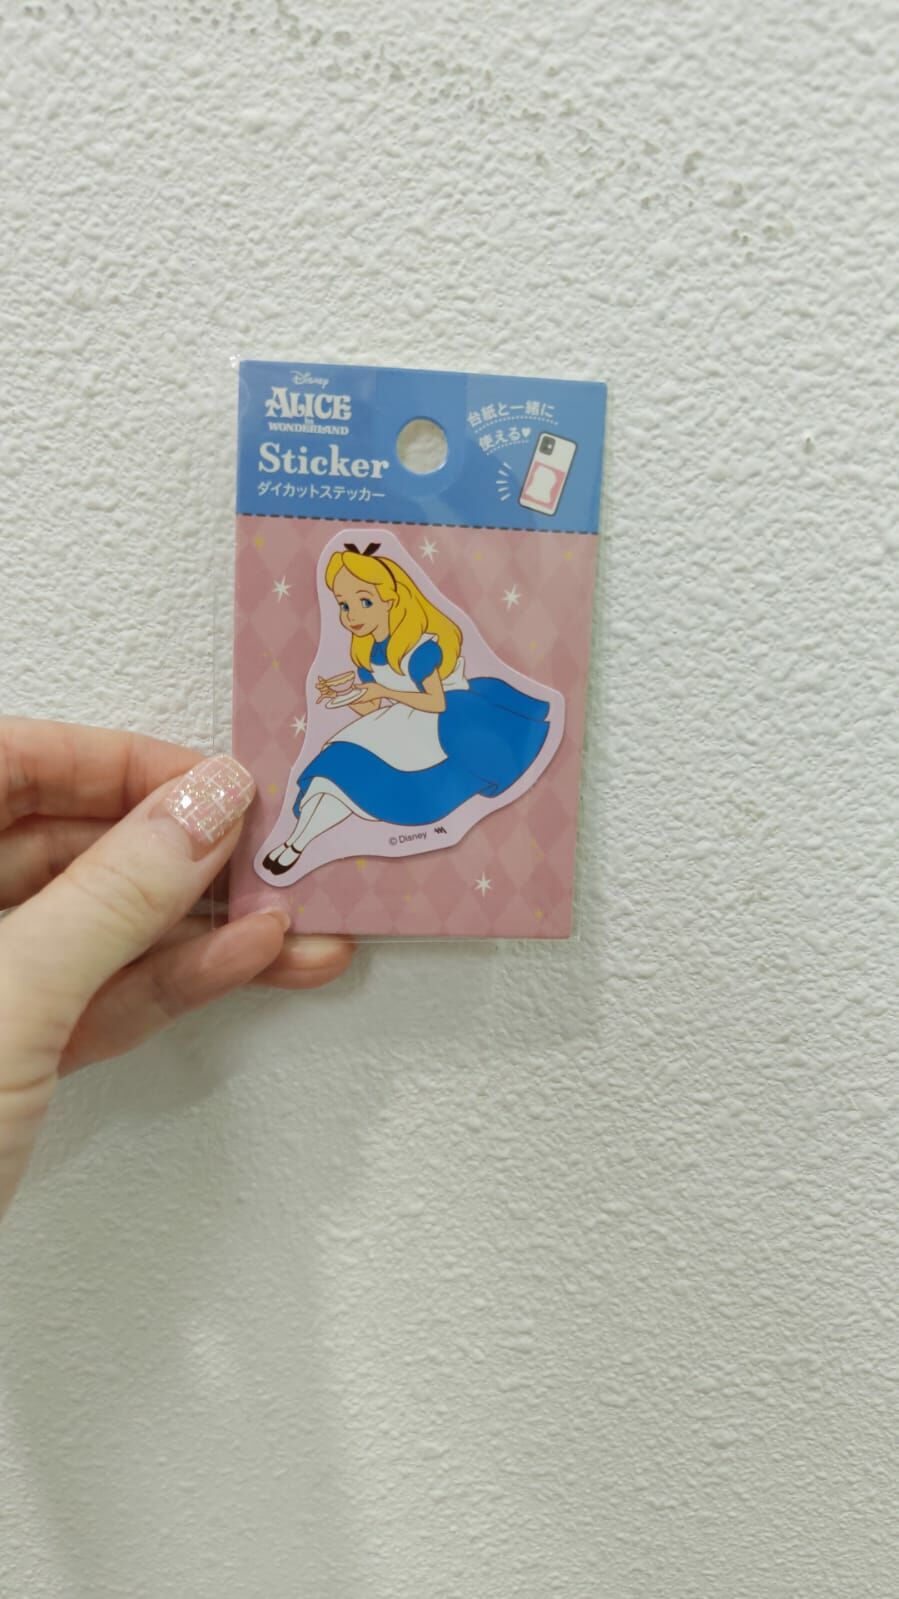 Disney
ALICE
IN
WONDERLAND
Sticker
ダイカットステッカー
台紙と一緒に
使える♥
©Disney